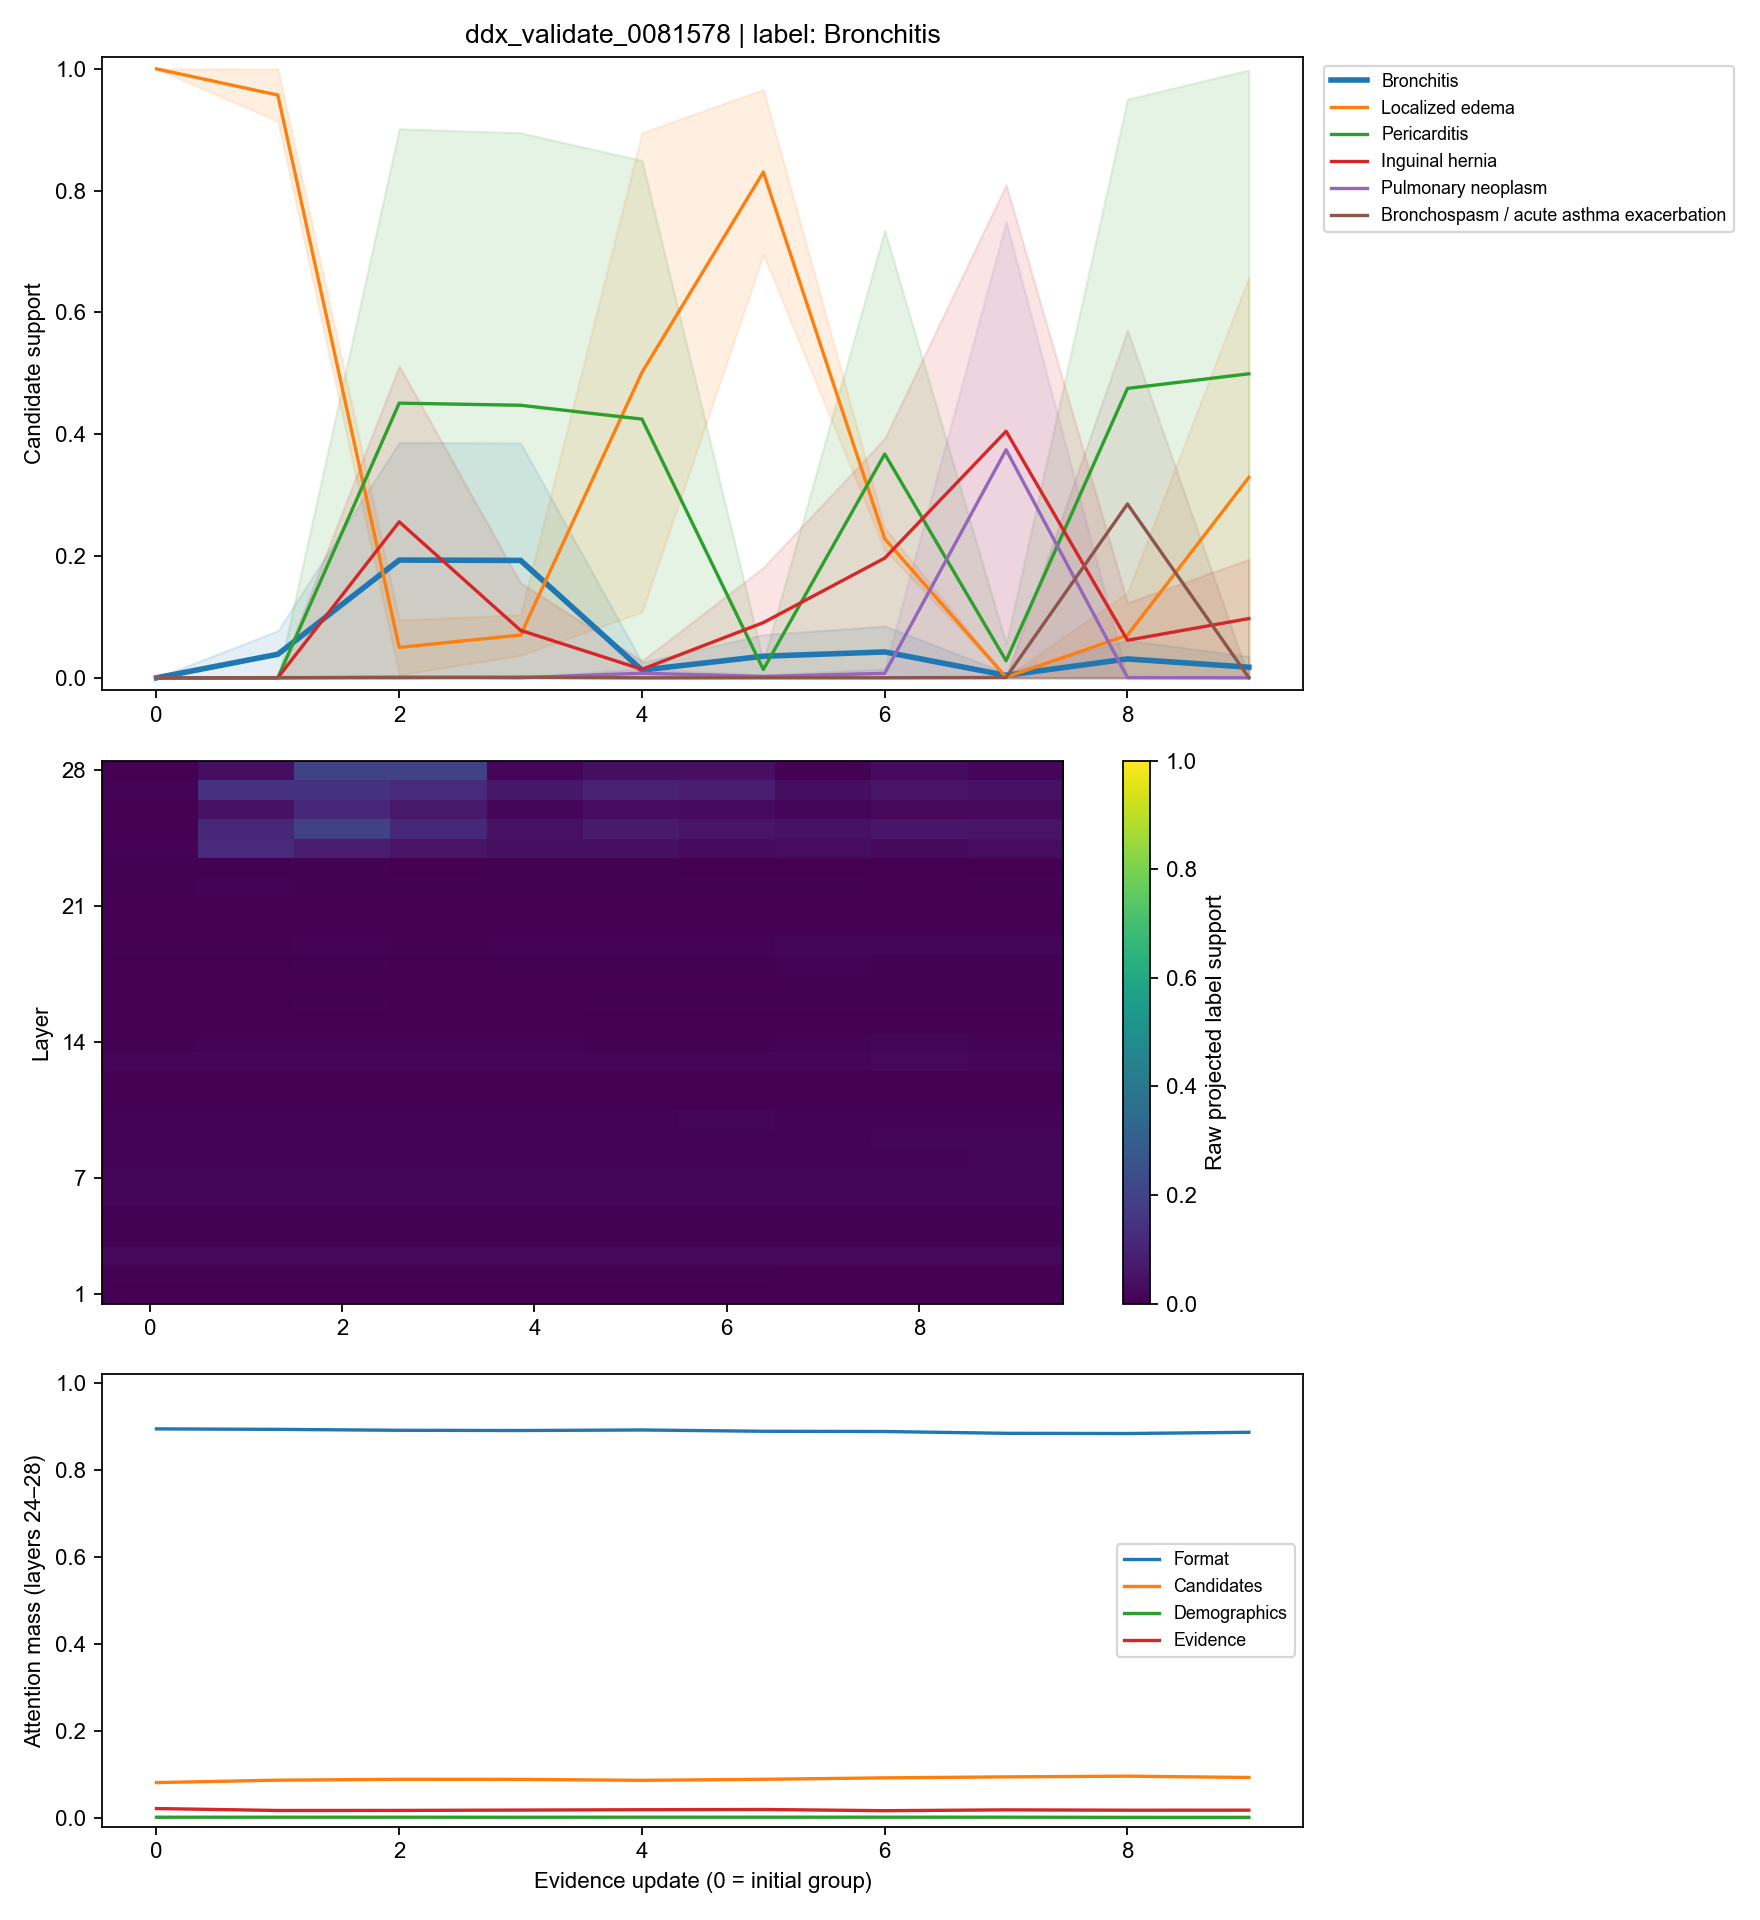 ddx_validate_0081578 | label: Bronchitis
1.0
0.8
0.6
0.4
0.2
0.0
Candidate support
0 2 4 6 8
Bronchitis
Localized edema
Pericarditis
Inguinal hernia
Pulmonary neoplasm
Bronchospasm / acute asthma exacerbation
28
21
14
7
1
Layer
0 2 4 6 8
1.0
0.8
0.6
0.4
0.2
0.0
Raw projected label support
1.0
0.8
0.6
0.4
0.2
0.0
Attention mass (layers 24–28)
Format
Candidates
Demographics
Evidence
0 2 4 6 8
Evidence update (0 = initial group)